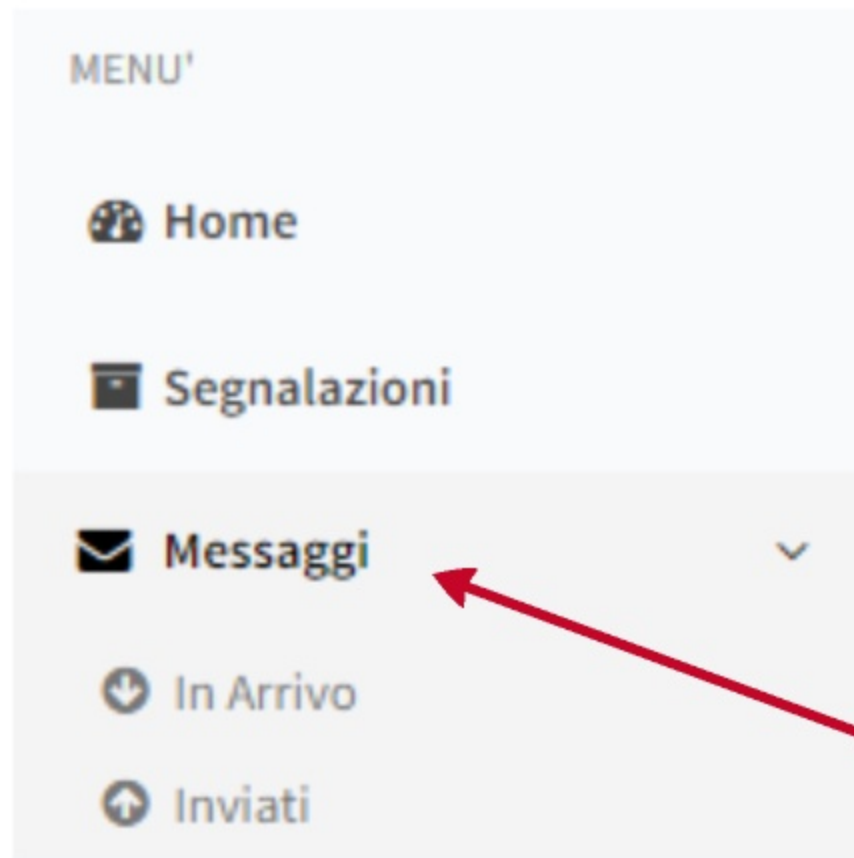 MENU'
Home
Segnalazioni
Messaggi
In Arrivo
Inviati